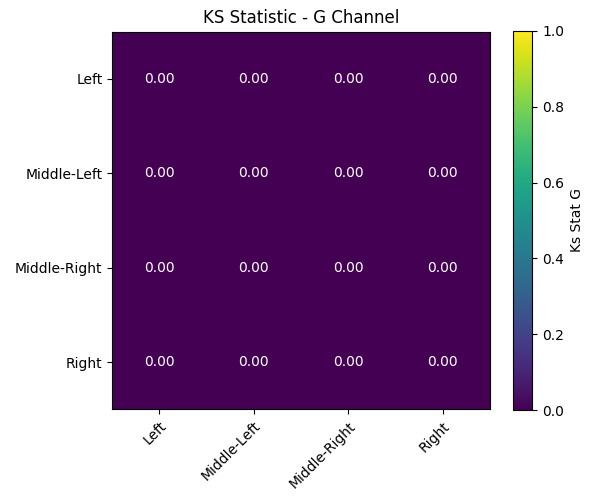 KS Statistic - G Channel
Left 0.00 0.00 0.00 0.00
Middle-Left 0.00 0.00 0.00 0.00
Middle-Right 0.00 0.00 0.00 0.00
Right 0.00 0.00 0.00 0.00
Left Middle-Left Middle-Right Right
1.0
0.8
0.6
0.4
0.2
0.0
Ks Stat G